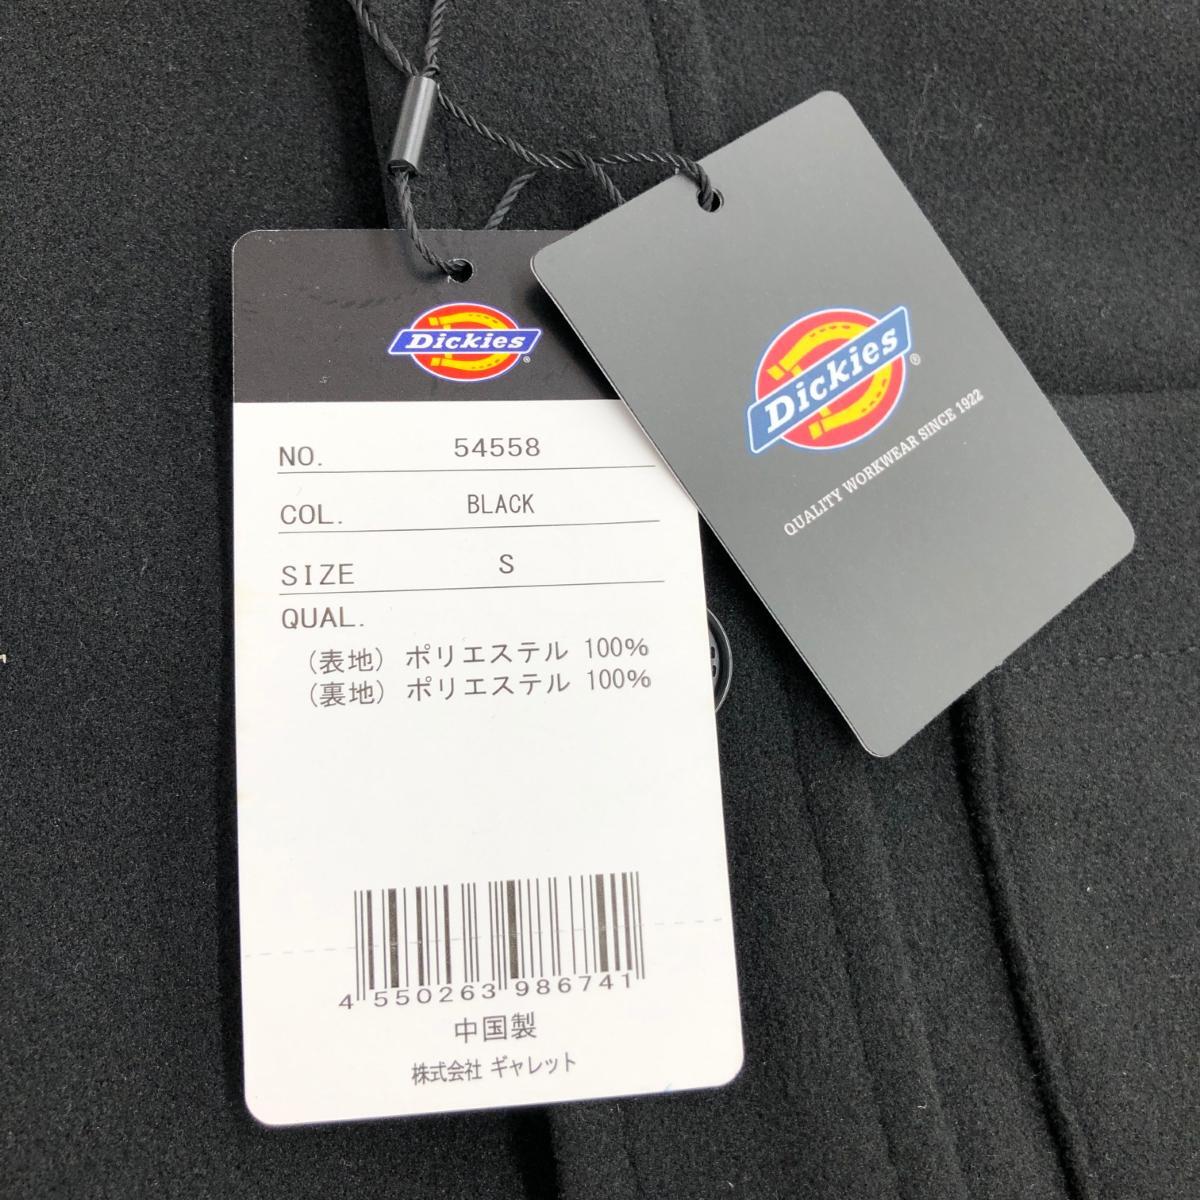 Dickies
NO. 54558
COL. BLACK
SIZE S
QUAL.
(表地) ポリエステル 100%
(裏地) ポリエステル 100%
4 550263 986741
中国製
株式会社 ギャレット
Dickies®
QUALITY WORKWEAR SINCE 1922